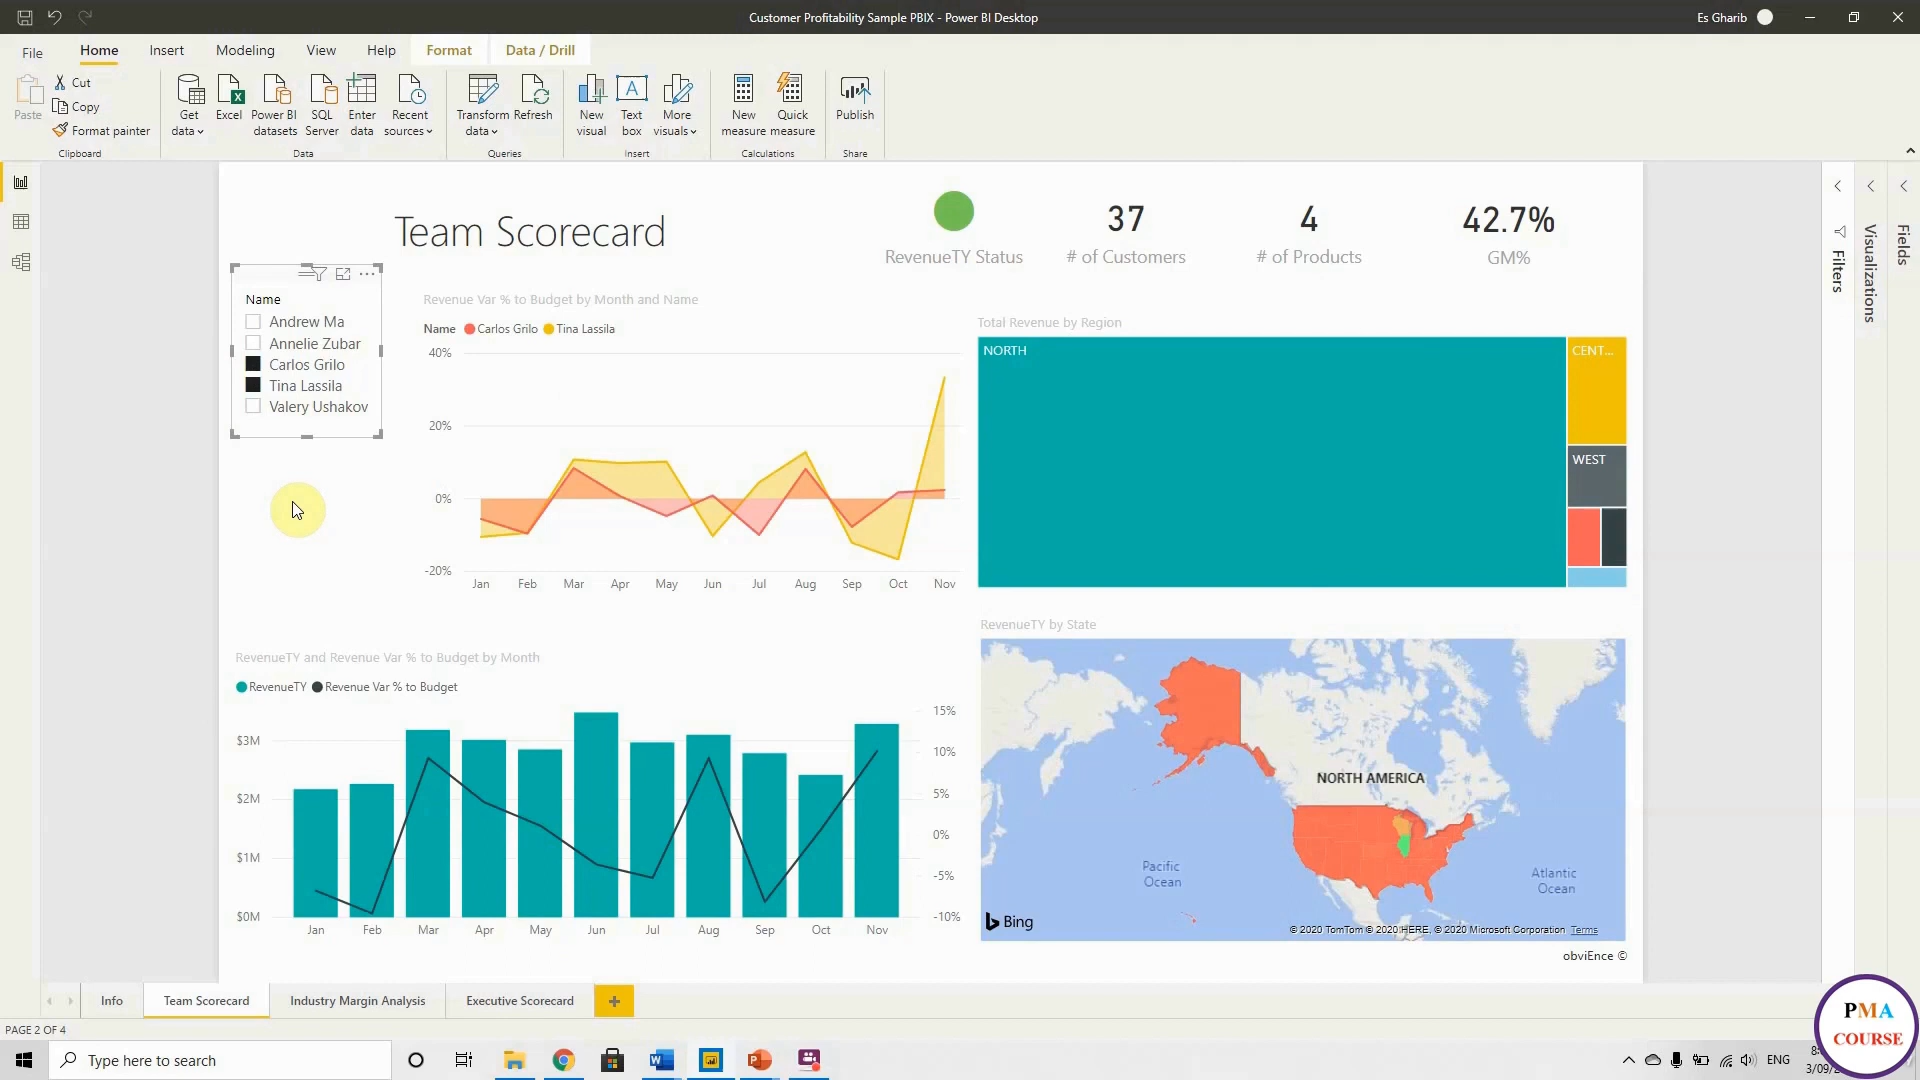 Customer Profitability Sample PBIX - Power BI Desktop
Es Gharib
File Home Insert Modeling View Help Format Data / Drill
Paste
Cut
Copy
Format painter
Clipboard
Get data
Excel
Power BI datasets
SQL Server
Enter data
Recent sources
Data
Transform data
Refresh
Queries
New visual
Text box
More visuals
Insert
New measure
Quick measure
Calculations
Publish
Share
Team Scorecard
RevenueTY Status
37
# of Customers
4
# of Products
42.7%
GM%
Filters
Visualizations
Fields
Name
Andrew Ma
Annelie Zubar
Carlos Grilo
Tina Lassila
Valery Ushakov
Revenue Var % to Budget by Month and Name
Name Carlos Grilo Tina Lassila
40%
20%
0%
-20%
Jan Feb Mar Apr May Jun Jul Aug Sep Oct Nov
Total Revenue by Region
NORTH
CENT...
WEST
RevenueTY and Revenue Var % to Budget by Month
RevenueTY Revenue Var % to Budget
$3M
$2M
$1M
$0M
15%
10%
5%
0%
-5%
-10%
Jan Feb Mar Apr May Jun Jul Aug Sep Oct Nov
RevenueTY by State
NORTH AMERICA
Pacific
Ocean
Atlantic
Ocean
Bing
© 2020 TomTom © 2020 HERE, © 2020 Microsoft Corporation Terms
obviEnce ©
Info Team Scorecard Industry Margin Analysis Executive Scorecard +
PAGE 2 OF 4
Type here to search
ENG
PMA
COURSE